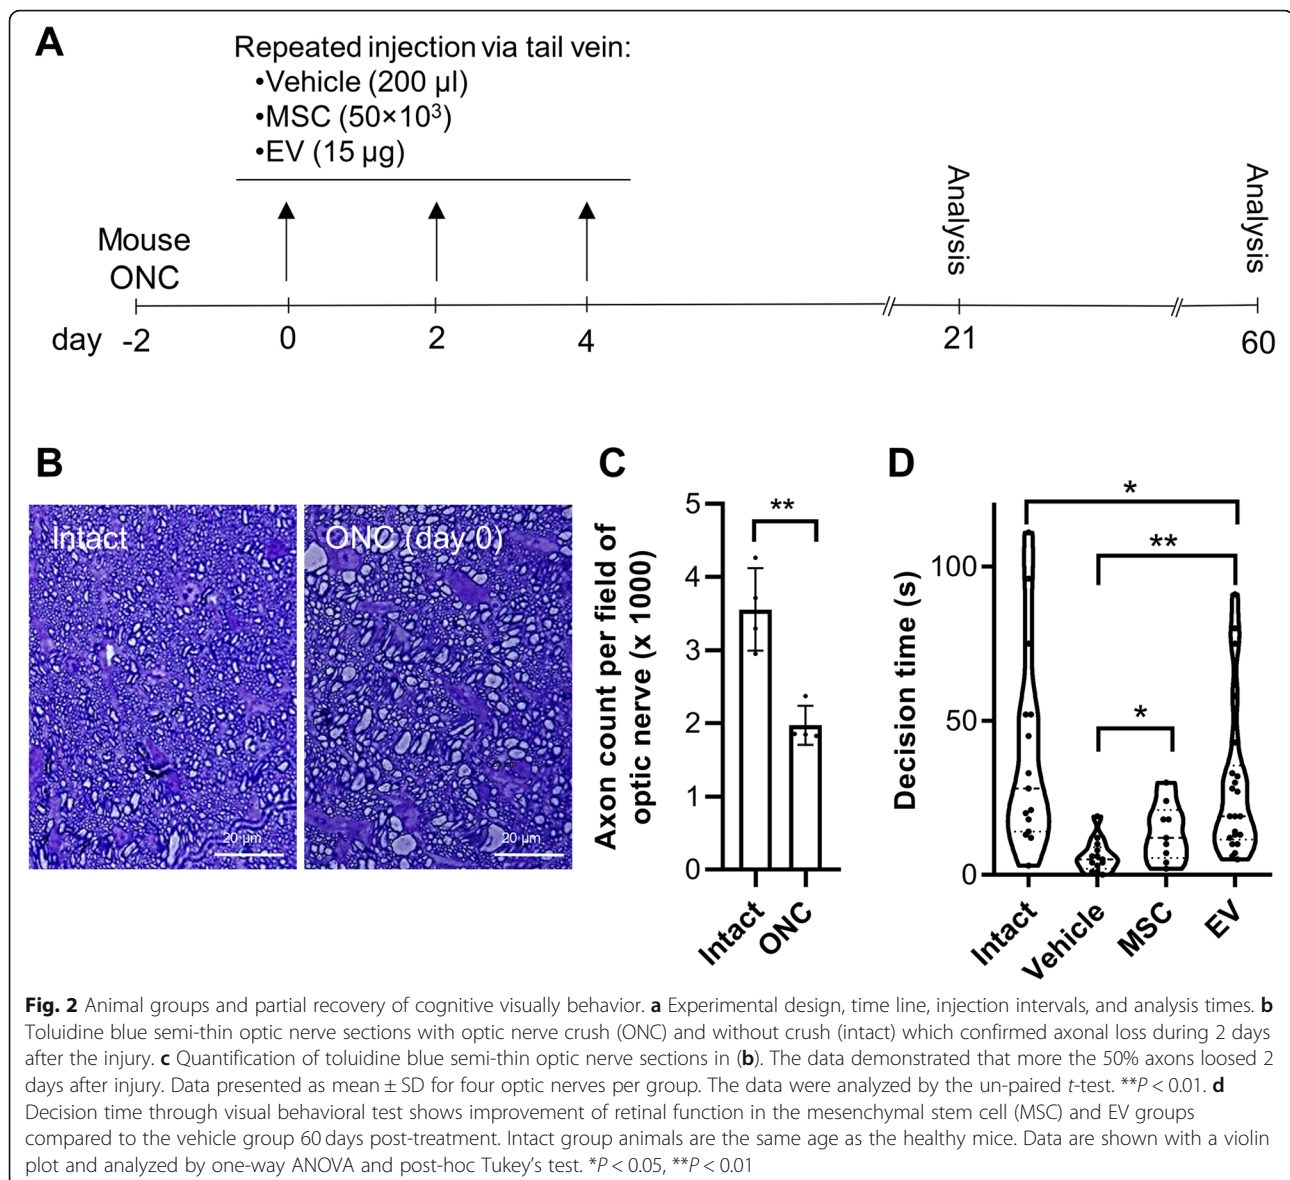 A
Repeated injection via tail vein:
•Vehicle (200 µl)
•MSC (50×10³)
•EV (15 µg)
Mouse
ONC
Analysis
Analysis
day -2 0 2 4 21 60
B
Intact
20 µm
ONC (day 0)
20 µm
C
Axon count per field of
optic nerve (x 1000)
5
4
3
2
1
0
**
Intact
ONC
D
Decision time (s)
100
50
0
*
**
*
Intact
Vehicle
MSC
EV
Fig. 2 Animal groups and partial recovery of cognitive visually behavior. a Experimental design, time line, injection intervals, and analysis times. b
Toluidine blue semi-thin optic nerve sections with optic nerve crush (ONC) and without crush (intact) which confirmed axonal loss during 2 days
after the injury. c Quantification of toluidine blue semi-thin optic nerve sections in (b). The data demonstrated that more the 50% axons loosed 2
days after injury. Data presented as mean ± SD for four optic nerves per group. The data were analyzed by the un-paired t-test. **P < 0.01. d
Decision time through visual behavioral test shows improvement of retinal function in the mesenchymal stem cell (MSC) and EV groups
compared to the vehicle group 60 days post-treatment. Intact group animals are the same age as the healthy mice. Data are shown with a violin
plot and analyzed by one-way ANOVA and post-hoc Tukey's test. *P < 0.05, **P < 0.01